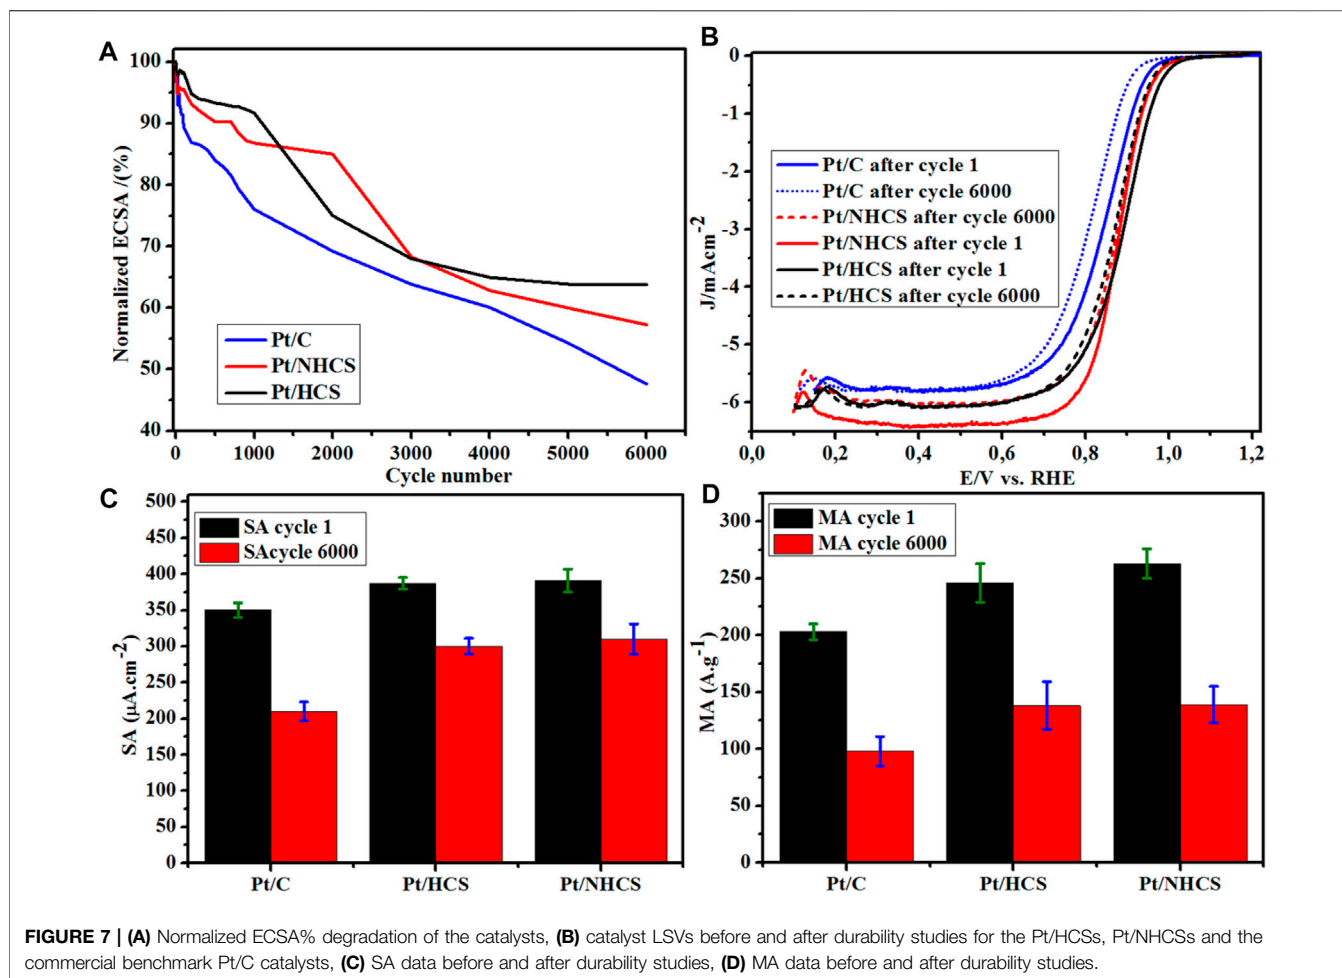 A
Normalized ECSA /(%)
100
90
80
70
60
50
40
Pt/C
Pt/NHCS
Pt/HCS
0 1000 2000 3000 4000 5000 6000
Cycle number
B
J/mAcm-2
0
-1
-2
-3
-4
-5
-6
Pt/C after cycle 1
Pt/C after cycle 6000
Pt/NHCS after cycle 6000
Pt/NHCS after cycle 1
Pt/HCS after cycle 1
Pt/HCS after cycle 6000
0,0 0,2 0,4 0,6 0,8 1,0 1,2
E/V vs. RHE
C
SA (µA.cm-2)
500
450
400
350
300
250
200
150
100
50
0
SA cycle 1
SAcycle 6000
Pt/C Pt/HCS Pt/NHCS
D
MA (A.g-1)
300
250
200
150
100
50
0
MA cycle 1
MA cycle 6000
Pt/C Pt/HCS Pt/NHCS
FIGURE 7 | (A) Normalized ECSA% degradation of the catalysts, (B) catalyst LSVs before and after durability studies for the Pt/HCSs, Pt/NHCSs and the
commercial benchmark Pt/C catalysts, (C) SA data before and after durability studies, (D) MA data before and after durability studies.